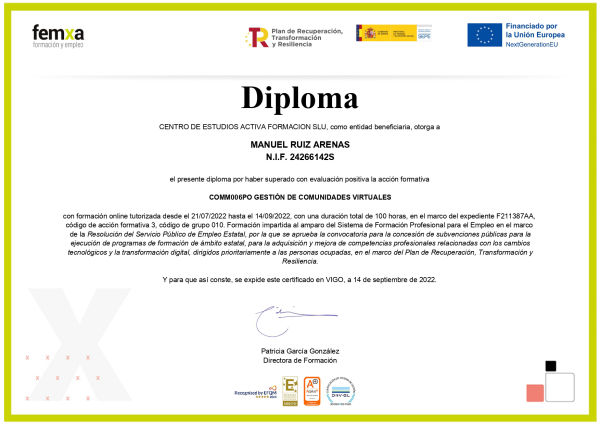 femxa
formación y empleo
Plan de Recuperación,
Transformación
y Resiliencia
SEPE
Financiado por
la Unión Europea
NextGenerationEU
Diploma
CENTRO DE ESTUDIOS ACTIVA FORMACION SLU, como entidad beneficiaria, otorga a
MANUEL RUIZ ARENAS
N.I.F. 24266142S
el presente diploma por haber superado con evaluación positiva la acción formativa
COMM006PO GESTIÓN DE COMUNIDADES VIRTUALES
con formación online tutorizada desde el 21/07/2022 hasta el 14/09/2022, con una duración total de 100 horas, en el marco del expediente F211387AA,
código de acción formativa 3, código de grupo 010. Formación impartida al amparo del Sistema de Formación Profesional para el Empleo en el marco
de la Resolución del Servicio Público de Empleo Estatal, por la que se aprueba la convocatoria para la concesión de subvenciones públicas para la
ejecución de programas de formación de ámbito estatal, para la adquisición y mejora de competencias profesionales relacionadas con los cambios
tecnológicos y la transformación digital, dirigidos prioritariamente a las personas ocupadas, en el marco del Plan de Recuperación, Transformación y
Resiliencia.
Y para que así conste, se expide este certificado en VIGO, a 14 de septiembre de 2022.
Patricia García González
Directora de Formación
Recognised by EFQM